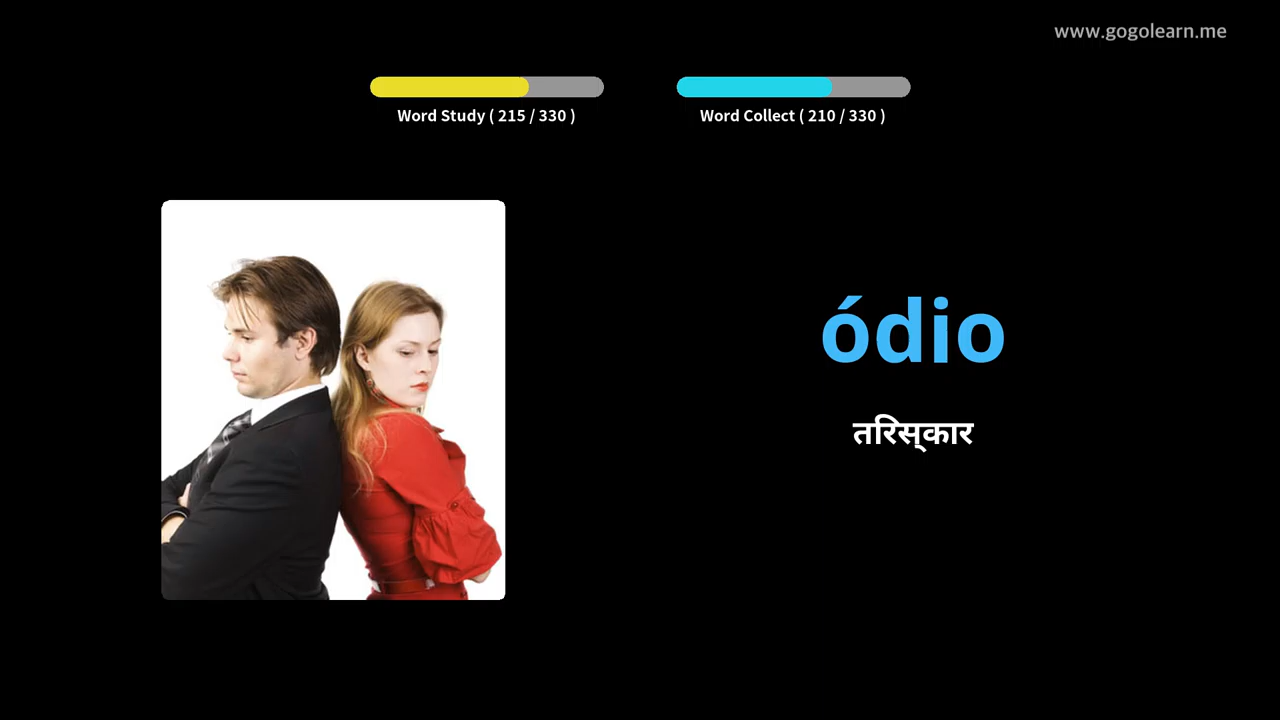 www.gogolearn.me
Word Study ( 215 / 330 )
Word Collect ( 210 / 330 )
ódio
तरिस्कार